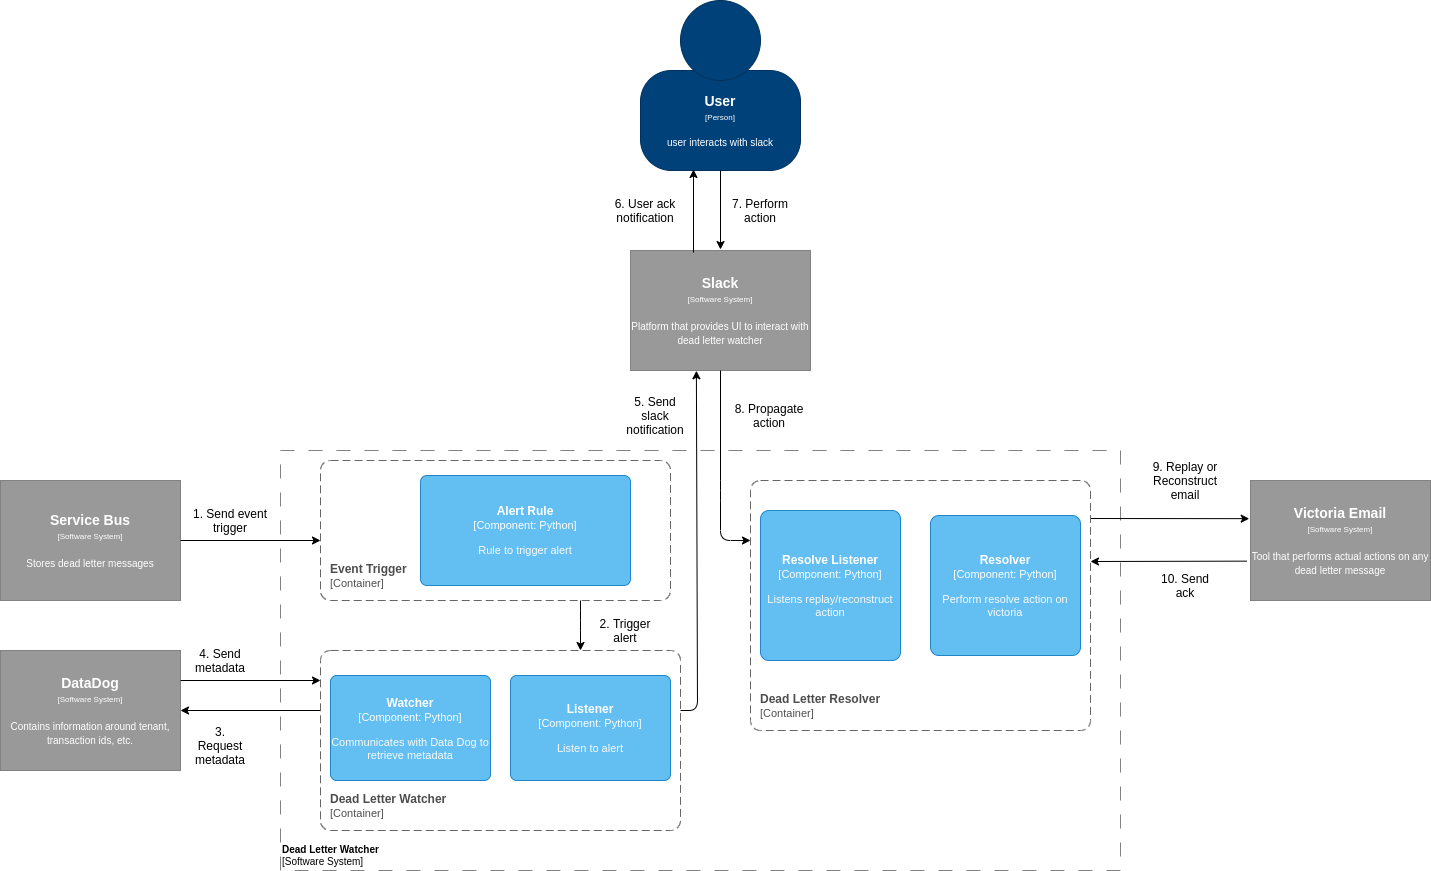 User
[Person]
user interacts with slack
6. User ack
notification
7. Perform
action
Slack
[Software System]
Platform that provides UI to interact with
dead letter watcher
5. Send
slack
notification
8. Propagate
action
Service Bus
[Software System]
Stores dead letter messages
1. Send event
trigger
Alert Rule
[Component: Python]
Rule to trigger alert
Event Trigger
[Container]
2. Trigger
alert
DataDog
[Software System]
Contains information around tenant,
transaction ids, etc.
4. Send
metadata
3.
Request
metadata
Watcher
[Component: Python]
Communicates with Data Dog to
retrieve metadata
Listener
[Component: Python]
Listen to alert
Dead Letter Watcher
[Container]
Resolve Listener
[Component: Python]
Listens replay/reconstruct
action
Resolver
[Component: Python]
Perform resolve action on
victoria
Dead Letter Resolver
[Container]
9. Replay or
Reconstruct
email
10. Send
ack
Victoria Email
[Software System]
Tool that performs actual actions on any
dead letter message
Dead Letter Watcher
[Software System]